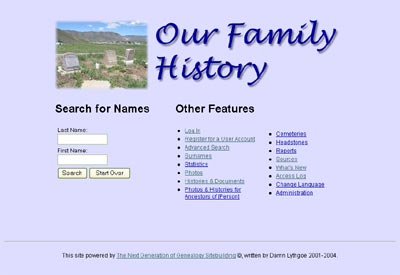 Our Family
History
Search for Names
Other Features
Last Name:
First Name:
Search
Start Over
Log In
Register for a User Account
Advanced Search
Surnames
Statistics
Photos
Histories & Documents
Photos & Histories for
Ancestors of [Person]
Cemeteries
Headstones
Reports
Sources
What's New
Access Log
Change Language
Administration
This site powered by The Next Generation of Genealogy Sitebuilding ©, written by Darrin Lythgoe 2001-2004.